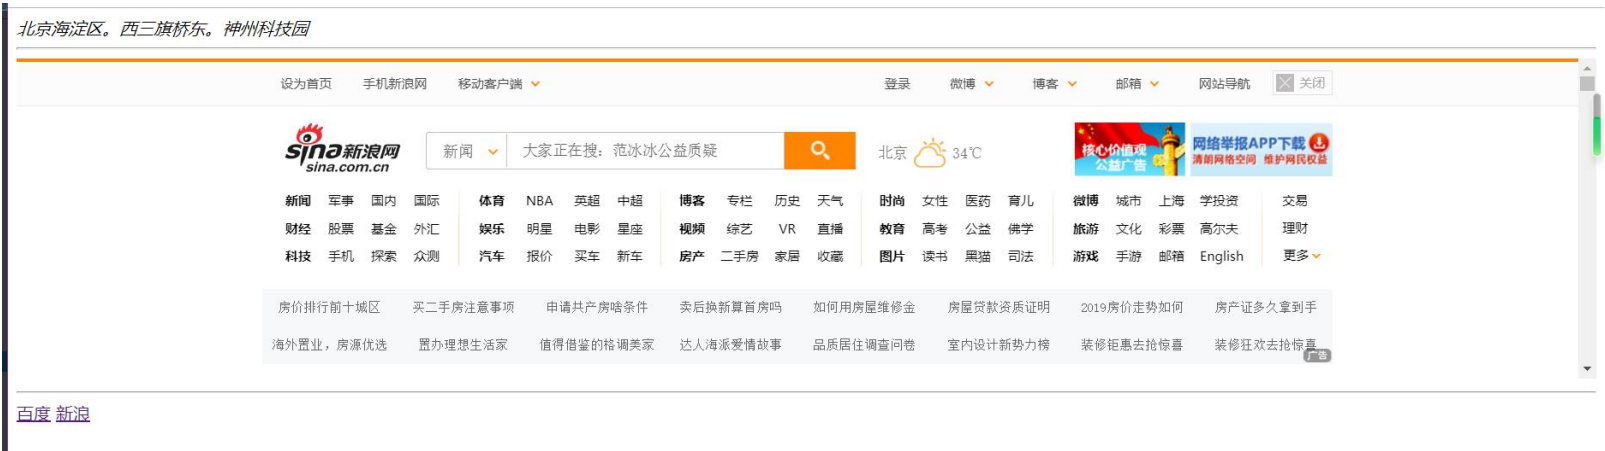 北京海淀区。西三旗桥东。神州科技园
设为首页 手机新浪网 移动客户端 登录 微博 博客 邮箱 网站导航 关闭
sina新浪网
sina.com.cn
新闻 大家正在搜：范冰冰公益质疑 北京 34℃
核心价值观
公益广告
网络举报APP下载
清朗网络空间 维护网民权益
新闻 军事 国内 国际 体育 NBA 英超 中超 博客 专栏 历史 天气 时尚 女性 医药 育儿 微博 城市 上海 学投资 交易
财经 股票 基金 外汇 娱乐 明星 电影 星座 视频 综艺 VR 直播 教育 高考 公益 佛学 旅游 文化 彩票 高尔夫 理财
科技 手机 探索 众测 汽车 报价 买车 新车 房产 二手房 家居 收藏 图片 读书 黑猫 司法 游戏 手游 邮箱 English 更多
房价排行前十城区 买二手房注意事项 申请共产房啥条件 卖后换新算首房吗 如何用房屋维修金 房屋贷款资质证明 2019房价走势如何 房产证多久拿到手
海外置业，房源优选 置办理想生活家 值得借鉴的格调美家 达人海派爱情故事 品质居住调查问卷 室内设计新势力榜 装修钜惠去抢惊喜 装修狂欢去抢惊喜
广告
百度 新浪